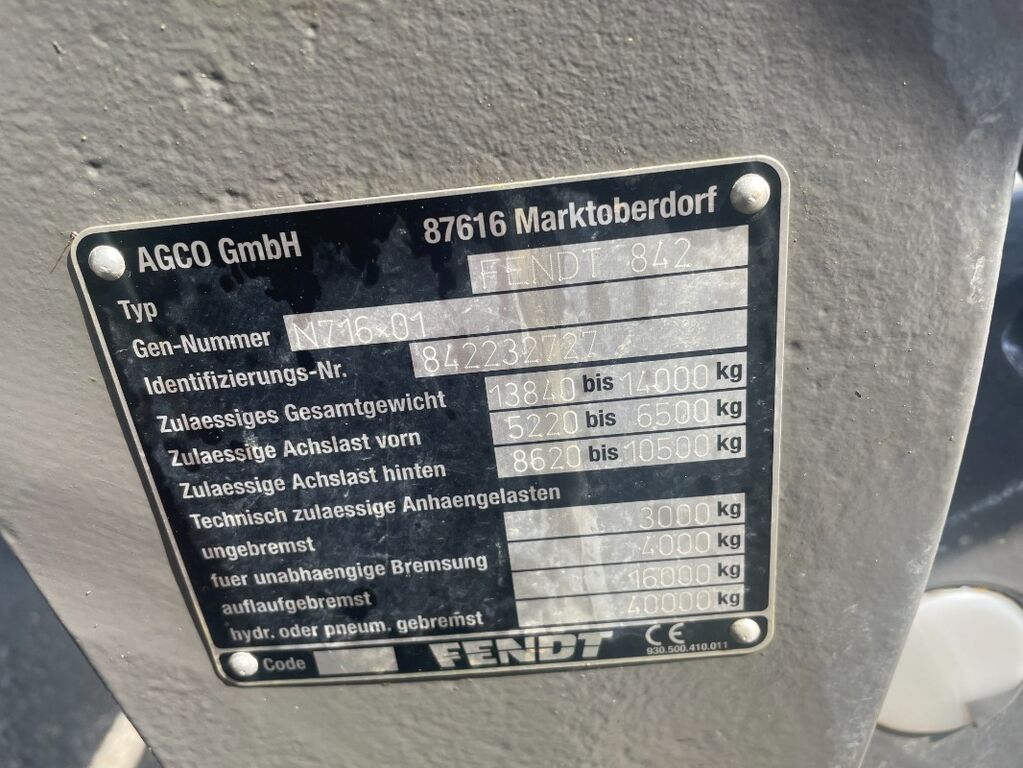 AGCO GmbH 87616 Marktoberdorf
Typ FENDT 842
Gen-Nummer N716*01
Identifizierungs-Nr. 842232727
Zulaessiges Gesamtgewicht 13840 bis 14000 kg
Zulaessige Achslast vorn 5220 bis 6500 kg
Zulaessige Achslast hinten 8620 bis 10500 kg
Technisch zulaessige Anhaengelasten
ungebremst 3000 kg
fuer unabhaengige Bremsung 4000 kg
auflaufgebremst 16000 kg
hydr. oder pneum. gebremst 40000 kg
Code FENDT CE
930.500.410.011